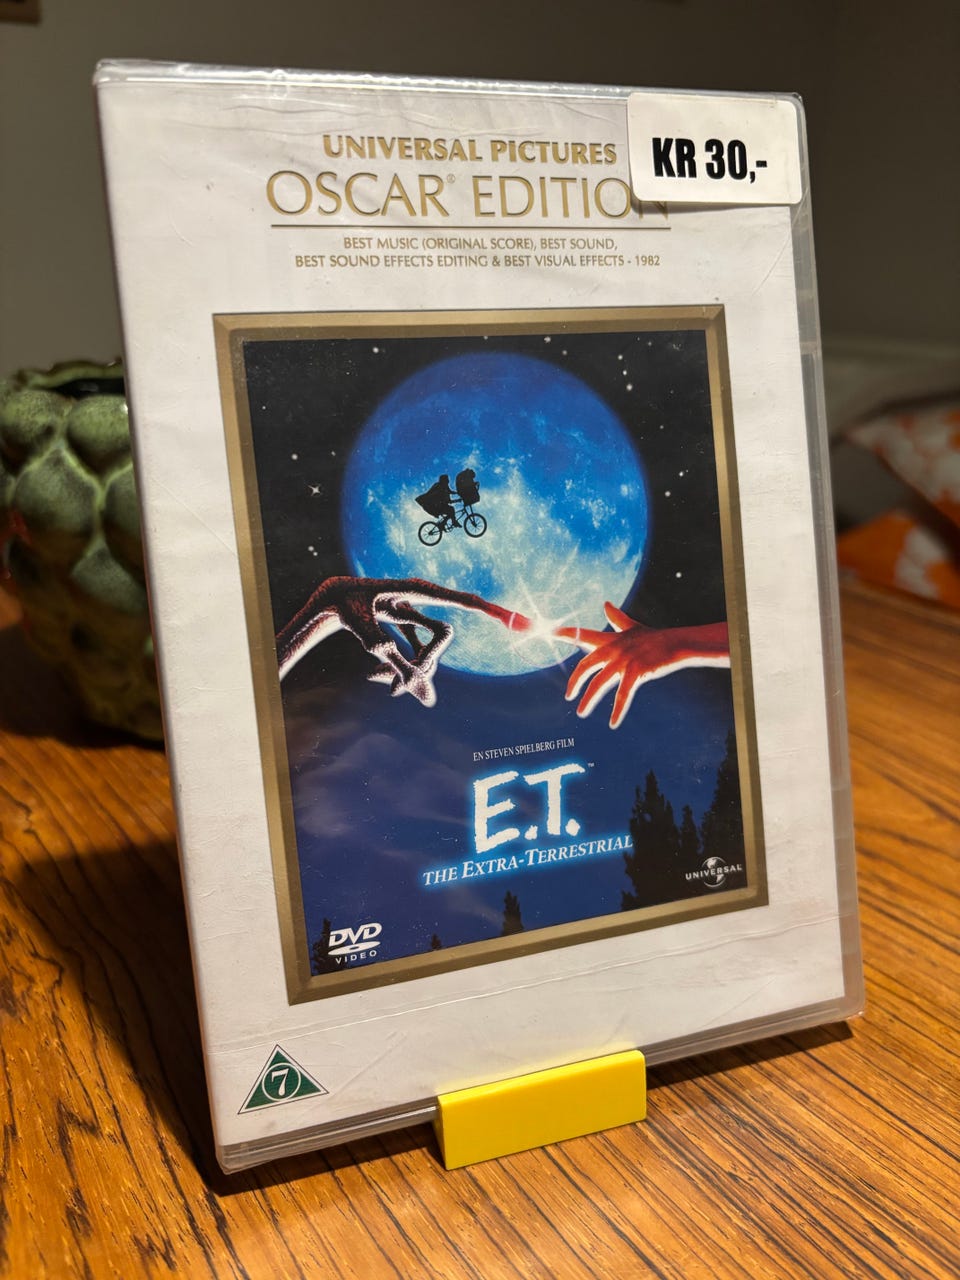 UNIVERSAL PICTURES
KR 30,-
OSCAR® EDITION
BEST MUSIC (ORIGINAL SCORE), BEST SOUND,
BEST SOUND EFFECTS EDITING & BEST VISUAL EFFECTS - 1982
EN STEVEN SPIELBERG FILM
E.T.™
THE EXTRA-TERRESTRIAL
UNIVERSAL
DVD
VIDEO
7